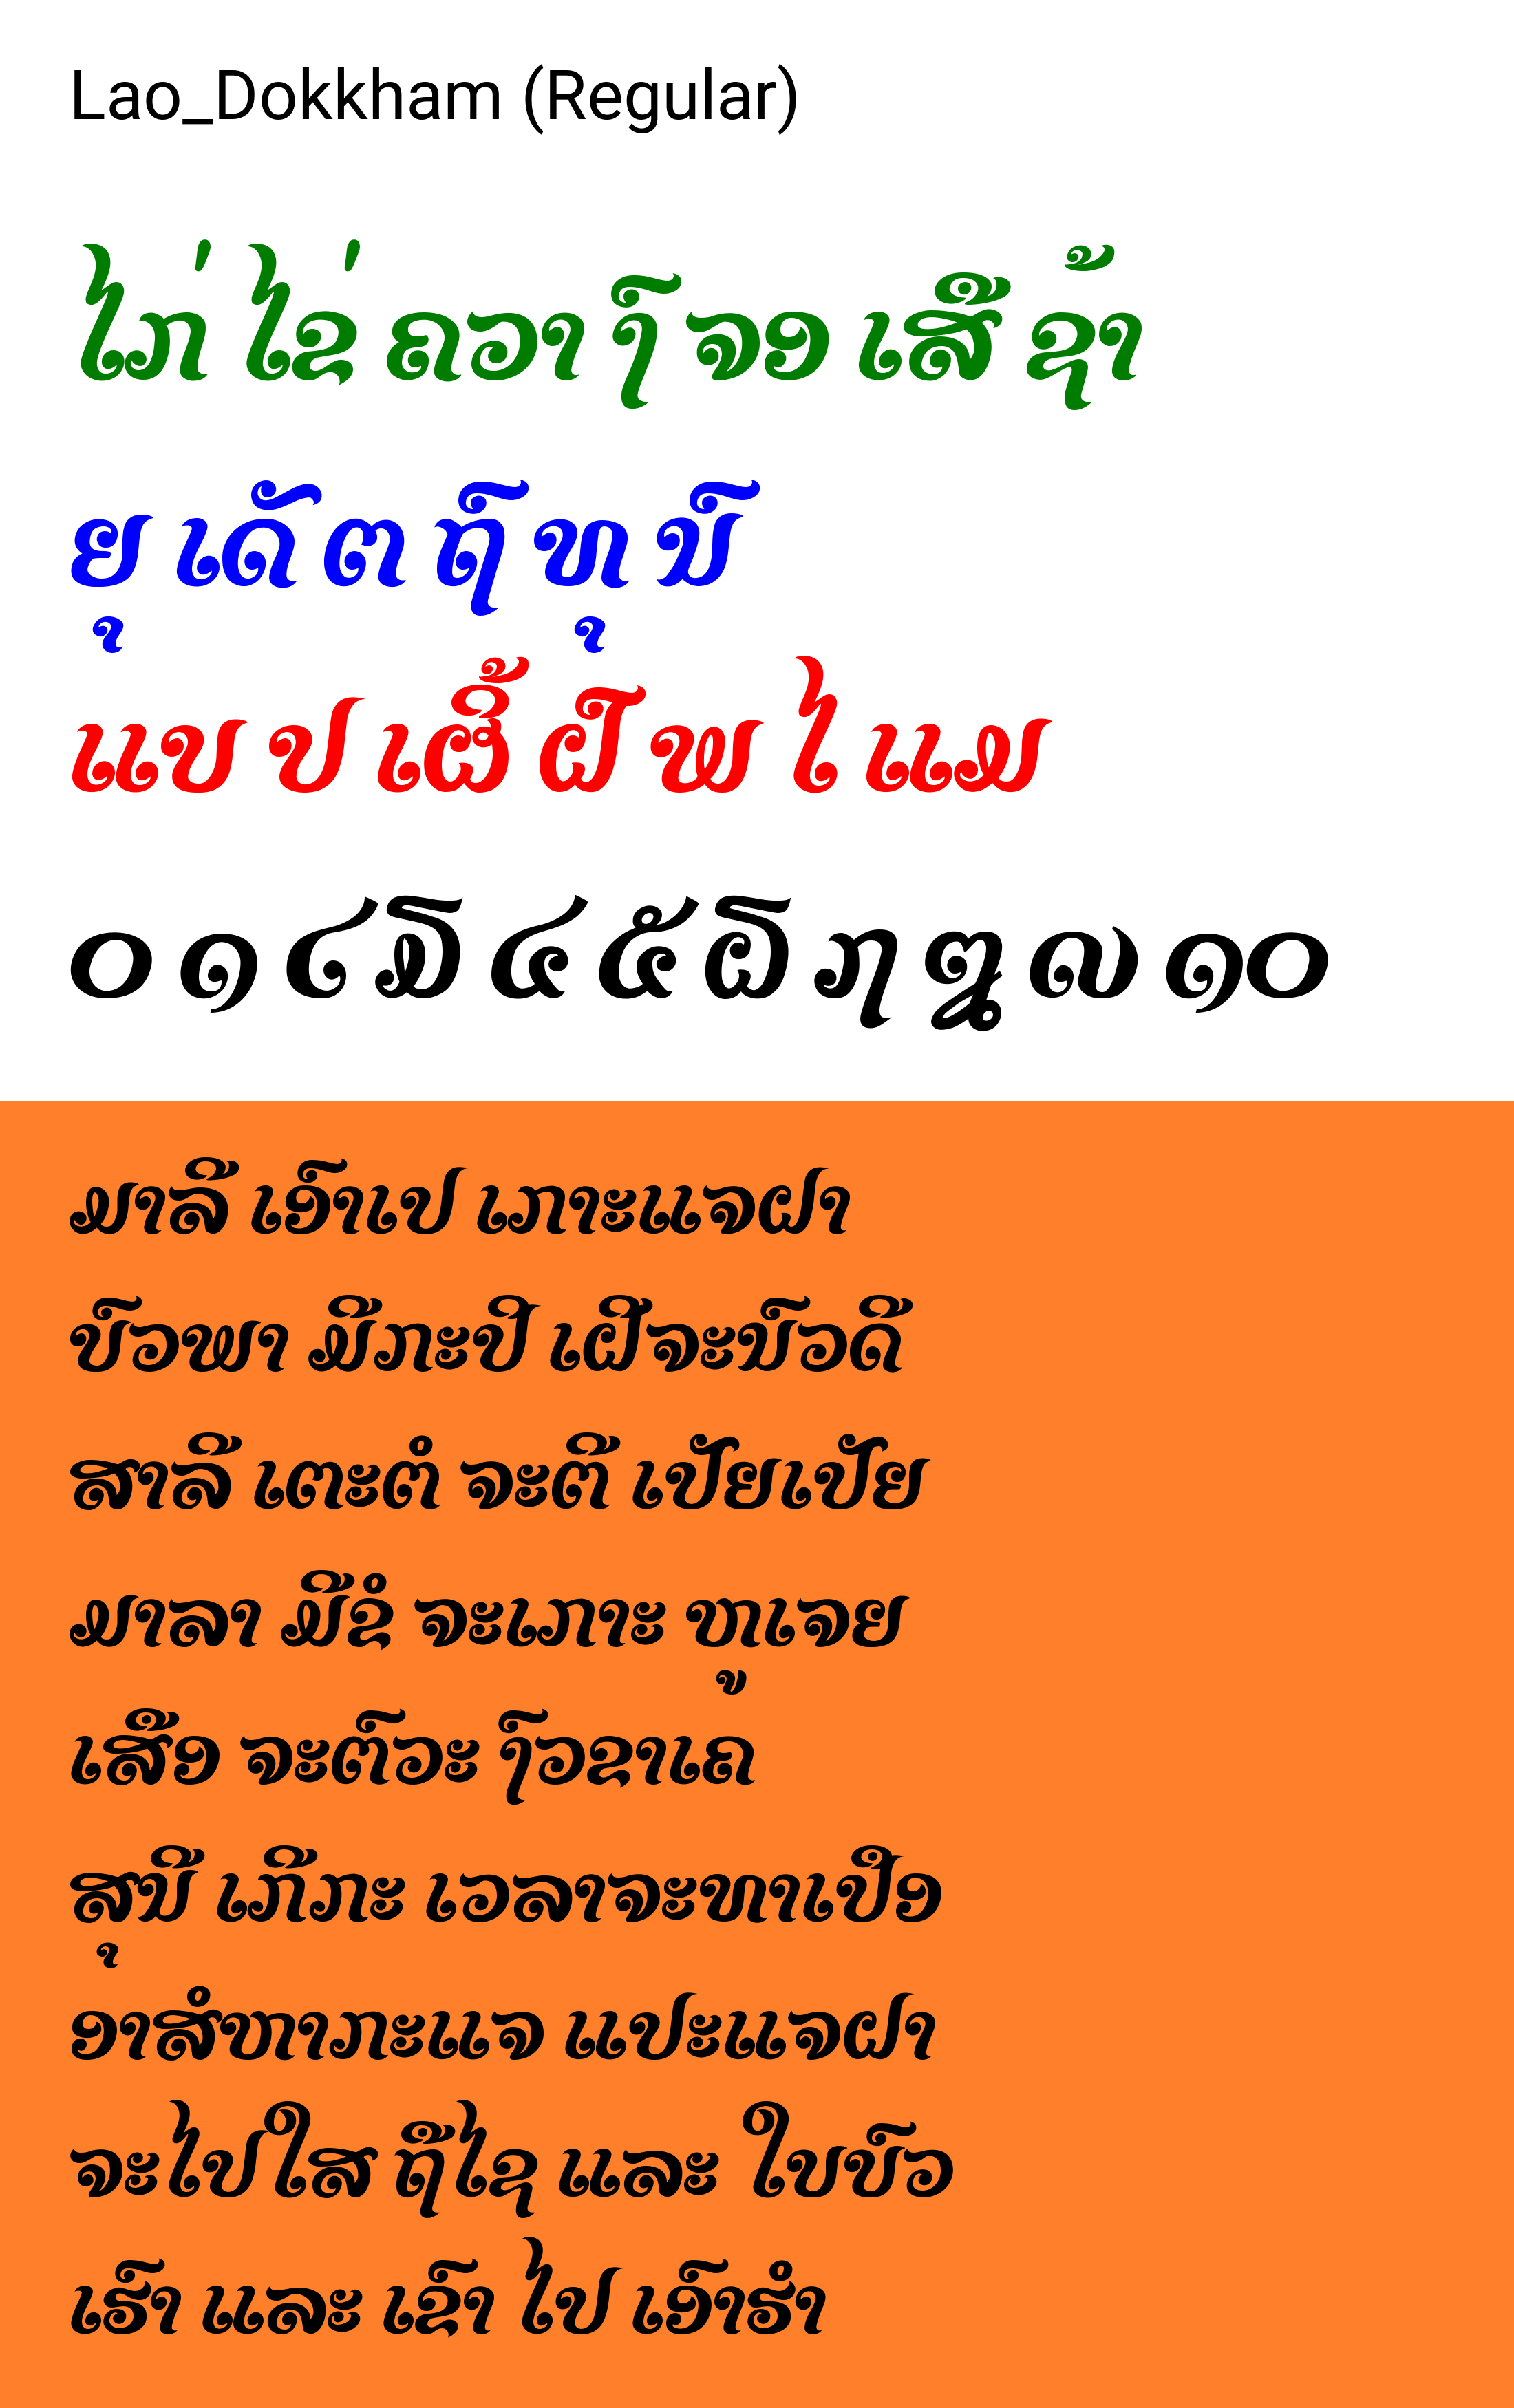 Lao_Dokkham (Regular)
ໄກ່ ໄຂ່ ຄວາ ງົ ຈອ ເສື ຊ້າ
ຢຸ ເດັ ຕ ຖົ ທຸ ນົ
ແບ ປ ເຜິ້ ຝົ ພ ໄ ແມ
໐ ໑ ໒ ໓ ໔ ໕ ໖ ໗ ໘ ໙ ໑໐
ມາລີ ເອົາເປ ເກາະແຈຝາ
ບົວພາ ມີກະປິ ເຝີຈະນົວດີ
ສາລີ ເຕະຕໍ ຈະຕີ ເປັຍເປັຍ
ມາລາ ມີຂໍ ຈະເກາະ ຫູເຈຍ
ເສືອ ຈະຕົວະ ງົວຂາເຄ
ສຸນີ ເກີກະ ເວລາຈະທາເປືອ
ອາສໍຫາກະແຈ ແປະແຈຝາ
ຈະໄປໃສ ຖືໄຊ ແລະ ໃບບົວ
ເຮົາ ແລະ ເຂົາ ໄປ ເອົາຮໍາ